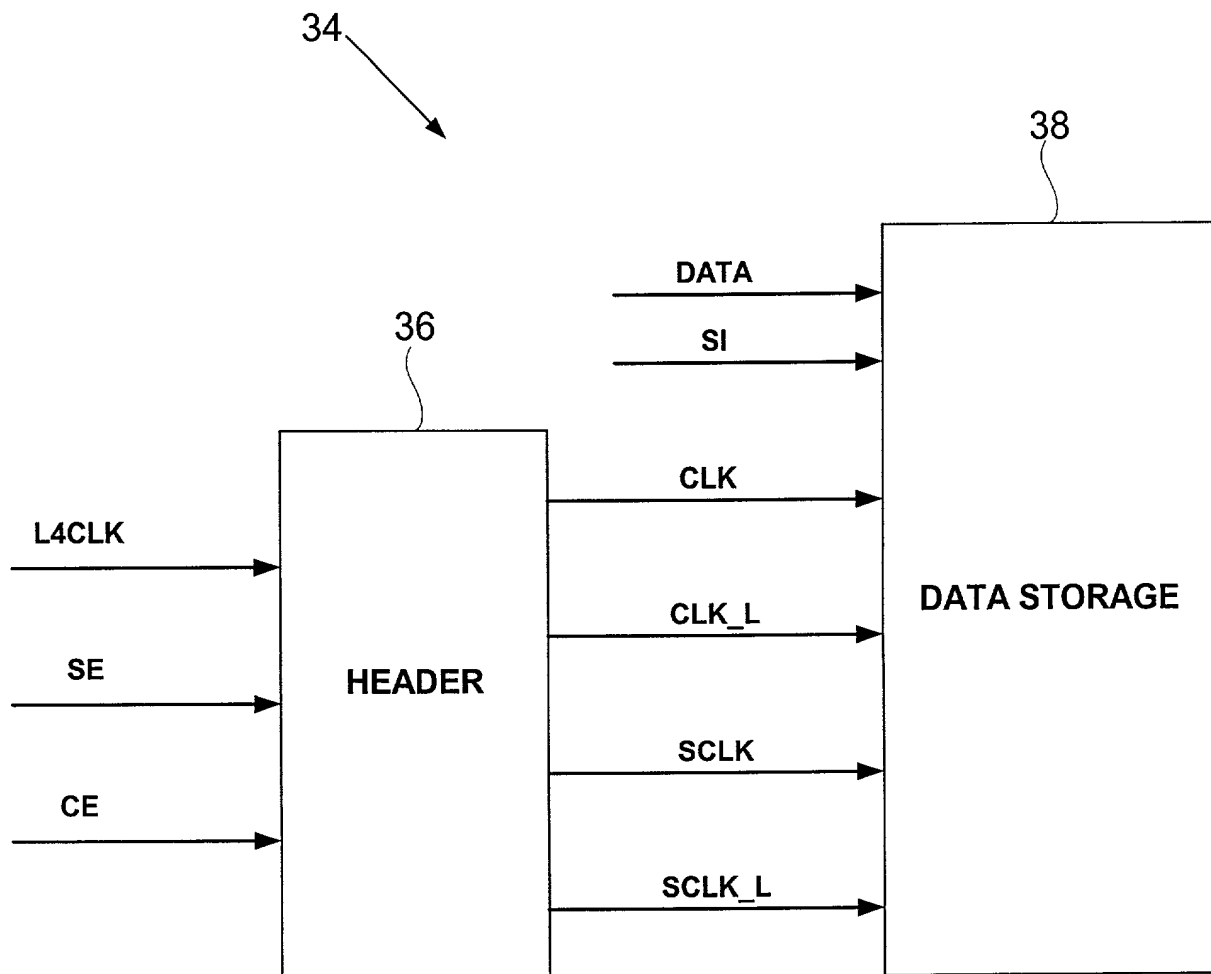 34
38
DATA
36
SI
CLK
L4CLK
DATA STORAGE
CLK_L
SE
HEADER
SCLK
CE
SCLK_L